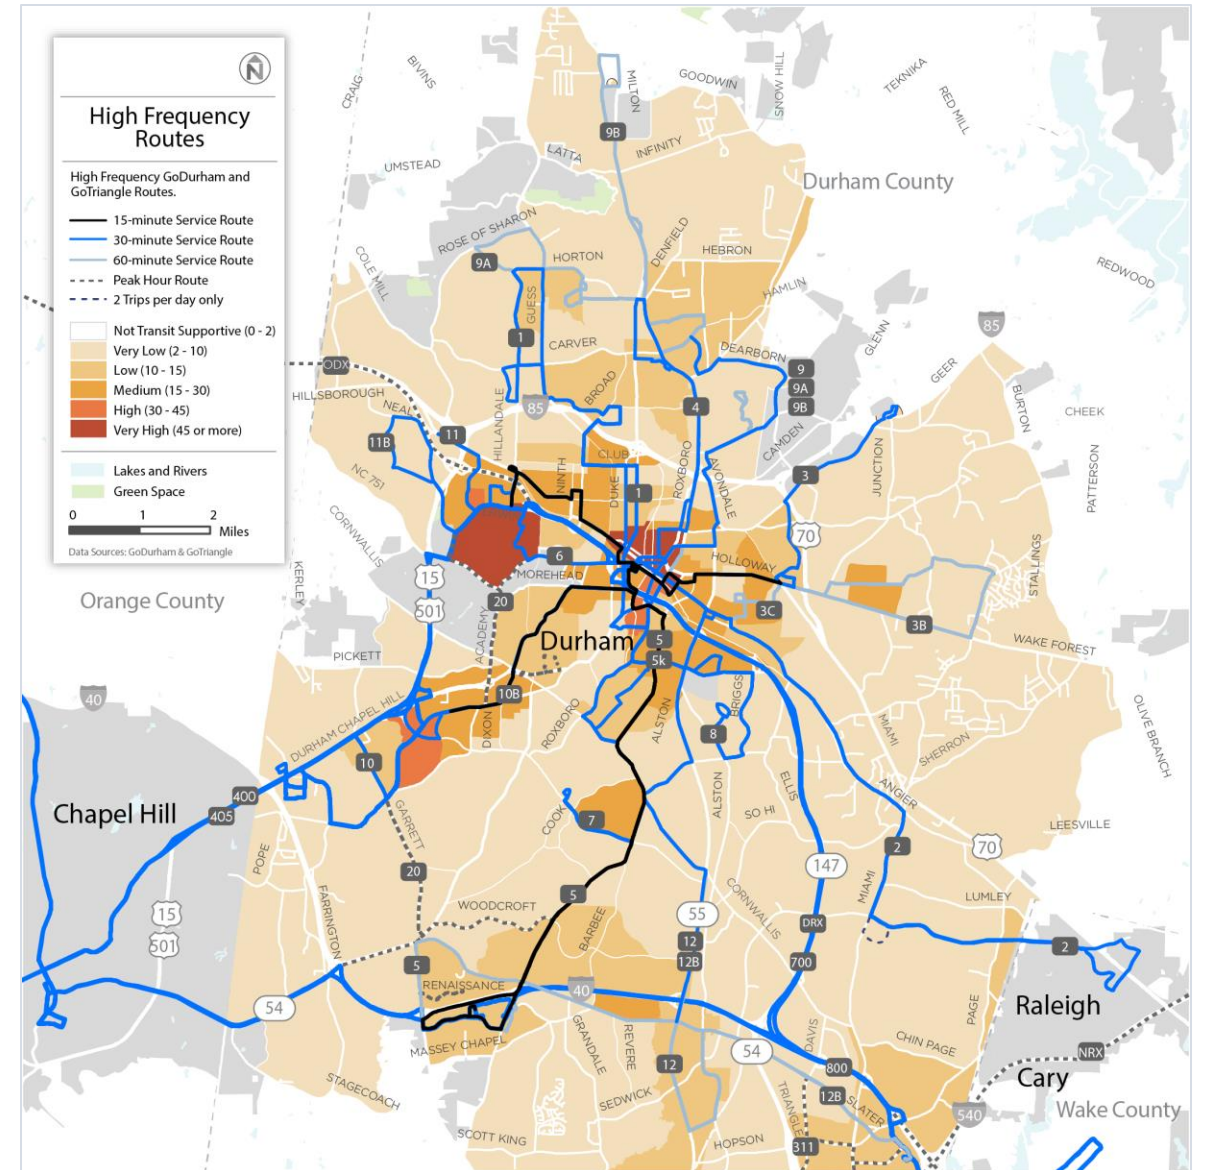 N
High Frequency
Routes
High Frequency GoDurham and
GoTriangle Routes.
15-minute Service Route
30-minute Service Route
60-minute Service Route
Peak Hour Route
2 Trips per day only
Not Transit Supportive (0 - 2)
Very Low (2 - 10)
Low (10 - 15)
Medium (15 - 30)
High (30 - 45)
Very High (45 or more)
Lakes and Rivers
Green Space
0 1 2
Miles
Data Sources: GoDurham & GoTriangle
CRAIG
BIVINS
MILTON
GOODWIN
SNOW HILL
TEKNIKA
RED MILL
9B
INFINITY
LATTA
UMSTEAD
Durham County
ROSE OF SHARON
9A
HORTON
DENFIELD
HEBRON
COLE MILL
HAMLIN
REDWOOD
GUESS
1
CARVER
DEARBORN
GLENN
85
GEER
ODX
9
9A
9B
HILLSBOROUGH
NEAL
85
BROAD
4
BURTON
CHEEK
11B
11
HILLANDALE
CLUB
CAMDEN
NC 751
NINTH
DUKE
1
ROXBORO
AVONDALE
3
JUNCTION
PATTERSON
CORNWALLIS
70
KERLEY
15
501
6
MOREHEAD
HOLLOWAY
STALLINGS
Orange County
20
3C
3B
ACADEMY
Durham
5
5k
WAKE FOREST
PICKETT
40
10B
BRIGGS
DURHAM CHAPEL HILL
DIXON
ROXBORO
ALSTON
8
MIAMI
SHERRON
OLIVE BRANCH
10
ELLIS
ANGIER
400
405
Chapel Hill
GARRETT
COOK
7
ALSTON
SO HI
LEESVILLE
2
70
POPE
147
20
5
CORNWALLIS
MIAMI
LUMLEY
FARRINGTON
WOODCROFT
15
501
BARBEE
55
DRX
12
12B
2
5
700
RENAISSANCE
40
54
Raleigh
PAGE
MASSEY CHAPEL
GRANDALE
REVERE
DAVIS
CHIN PAGE
54
NRX
12
800
Cary
STAGECOACH
SEDWICK
TRIANGLE
12B
SLATER
540
Wake County
SCOTT KING
HOPSON
311